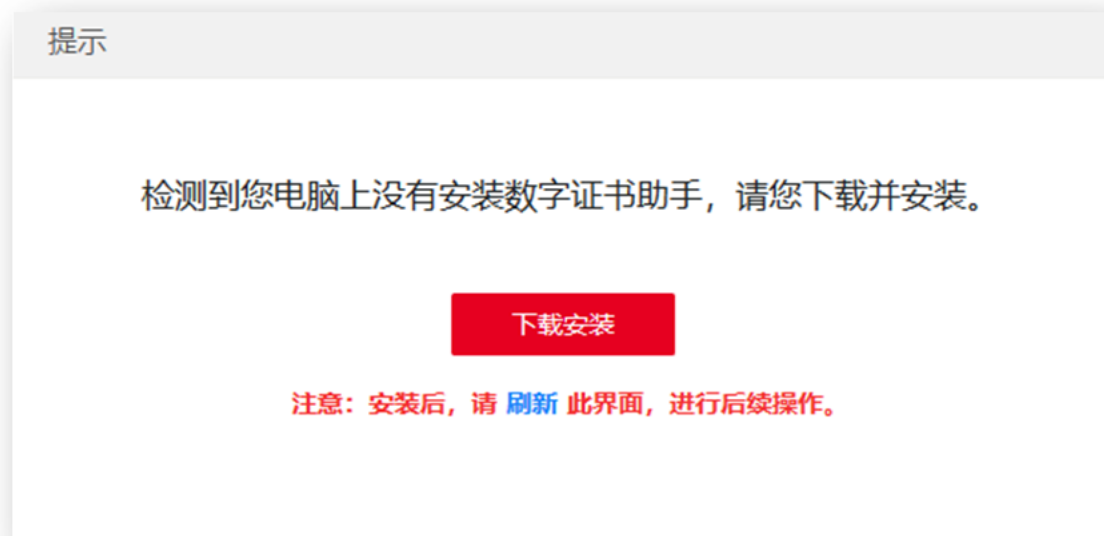 提示
检测到您电脑上没有安装数字证书助手，请您下载并安装。
下载安装
注意：安装后，请 刷新 此界面，进行后续操作。